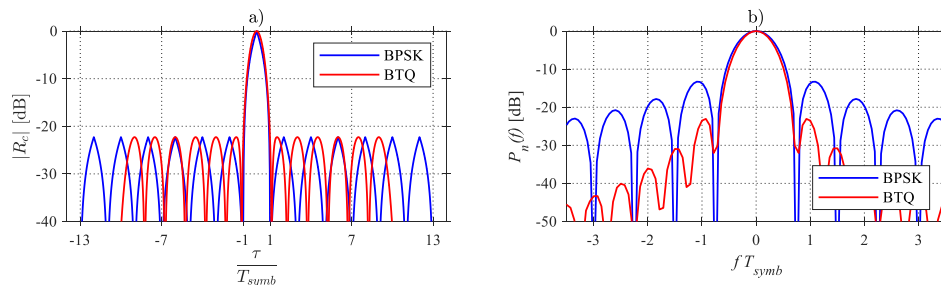 a)
|R_c| [dB]
0
-10
-20
-30
-40
BPSK
BTQ
-13
-7
-1
1
7
13
τ
T_symb
b)
P_n(f) [dB]
0
-10
-20
-30
-40
-50
BPSK
BTQ
-3
-2
-1
0
1
2
3
f T_symb